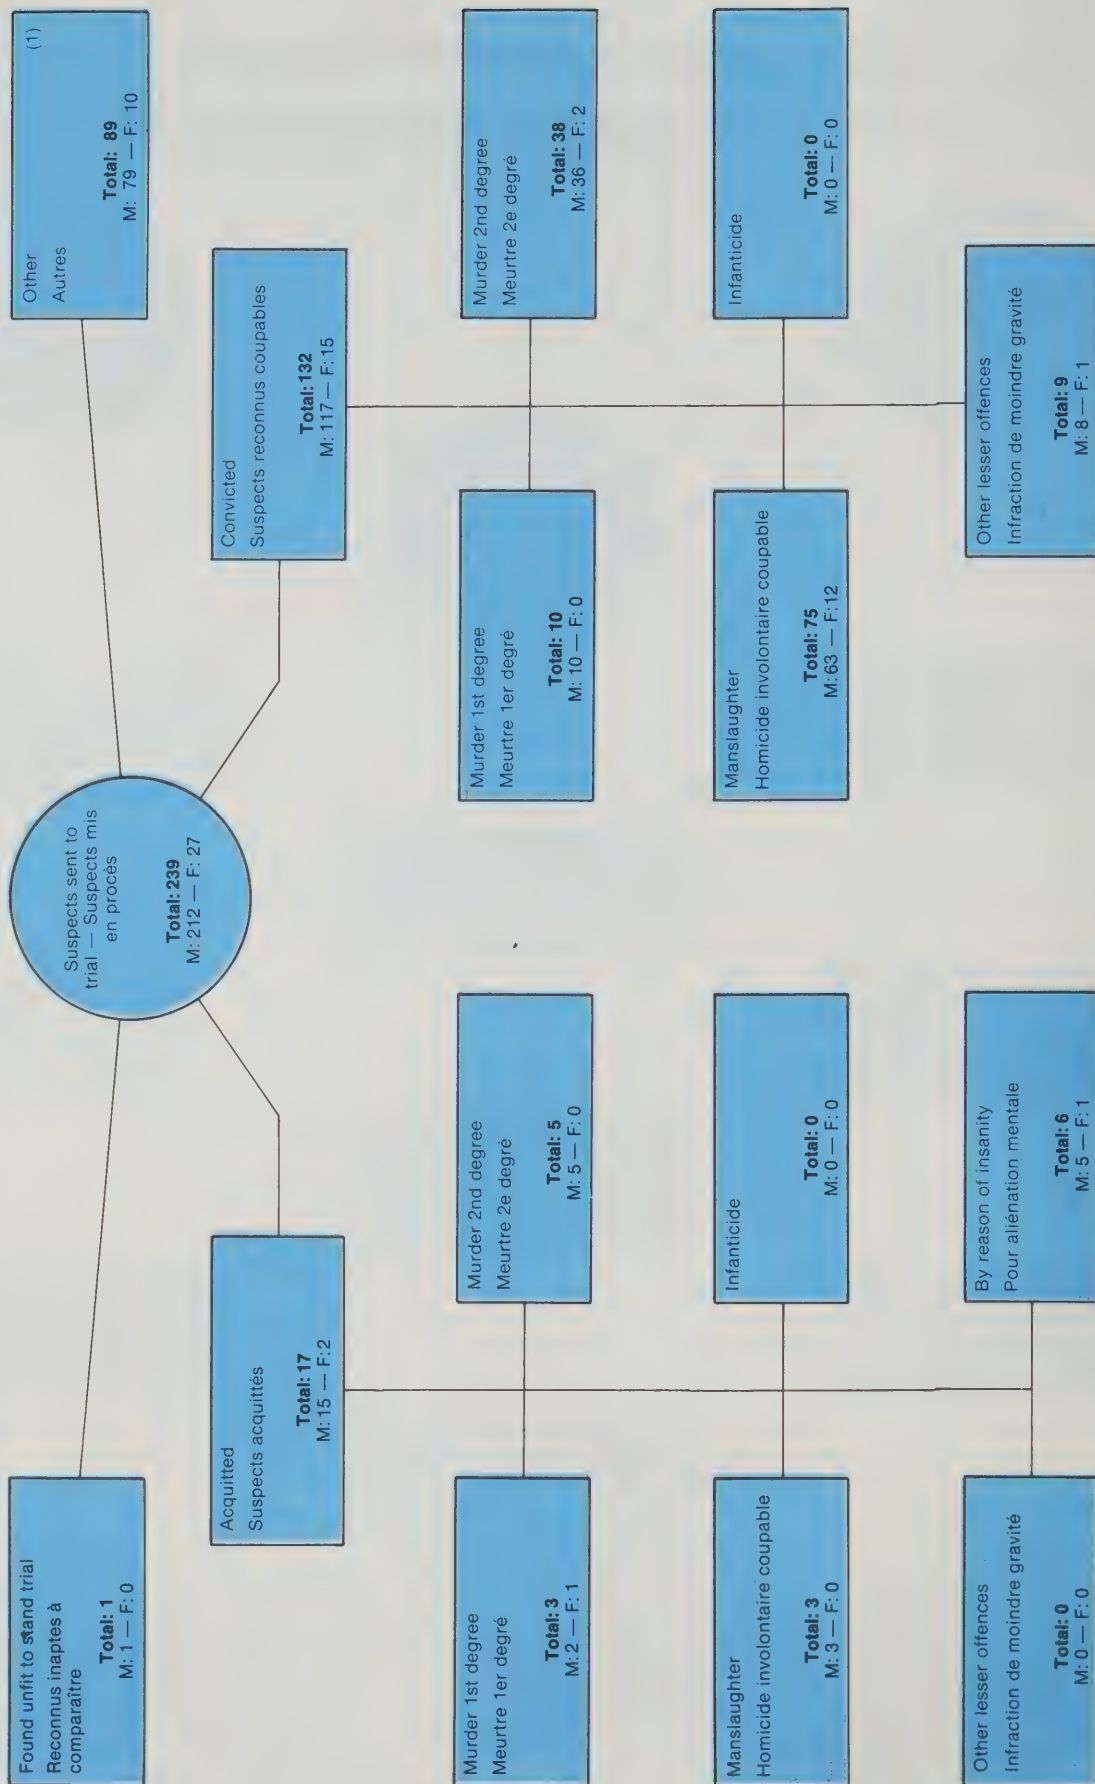 Found unfit to stand trial
Reconnus inaptes à
comparaître
Total: 1
M: 1 — F: 0
Suspects sent to
trial — Suspects mis
en procès
Total: 239
M: 212 — F: 27
Other (1)
Autres
Total: 89
M: 79 — F: 10
Acquitted
Suspects acquittés
Total: 17
M: 15 — F: 2
Convicted
Suspects reconnus coupables
Total: 132
M: 117 — F: 15
Murder 1st degree
Meurtre 1er degré
Total: 3
M: 2 — F: 1
Murder 2nd degree
Meurtre 2e degré
Total: 5
M: 5 — F: 0
Murder 1st degree
Meurtre 1er degré
Total: 10
M: 10 — F: 0
Murder 2nd degree
Meurtre 2e degré
Total: 38
M: 36 — F: 2
Manslaughter
Homicide involontaire coupable
Total: 3
M: 3 — F: 0
Infanticide
Total: 0
M: 0 — F: 0
Manslaughter
Homicide involontaire coupable
Total: 75
M: 63 — F: 12
Infanticide
Total: 0
M: 0 — F: 0
Other lesser offences
Infraction de moindre gravité
Total: 0
M: 0 — F: 0
By reason of insanity
Pour aliénation mentale
Total: 6
M: 5 — F: 1
Other lesser offences
Infraction de moindre gravité
Total: 9
M: 8 — F: 1